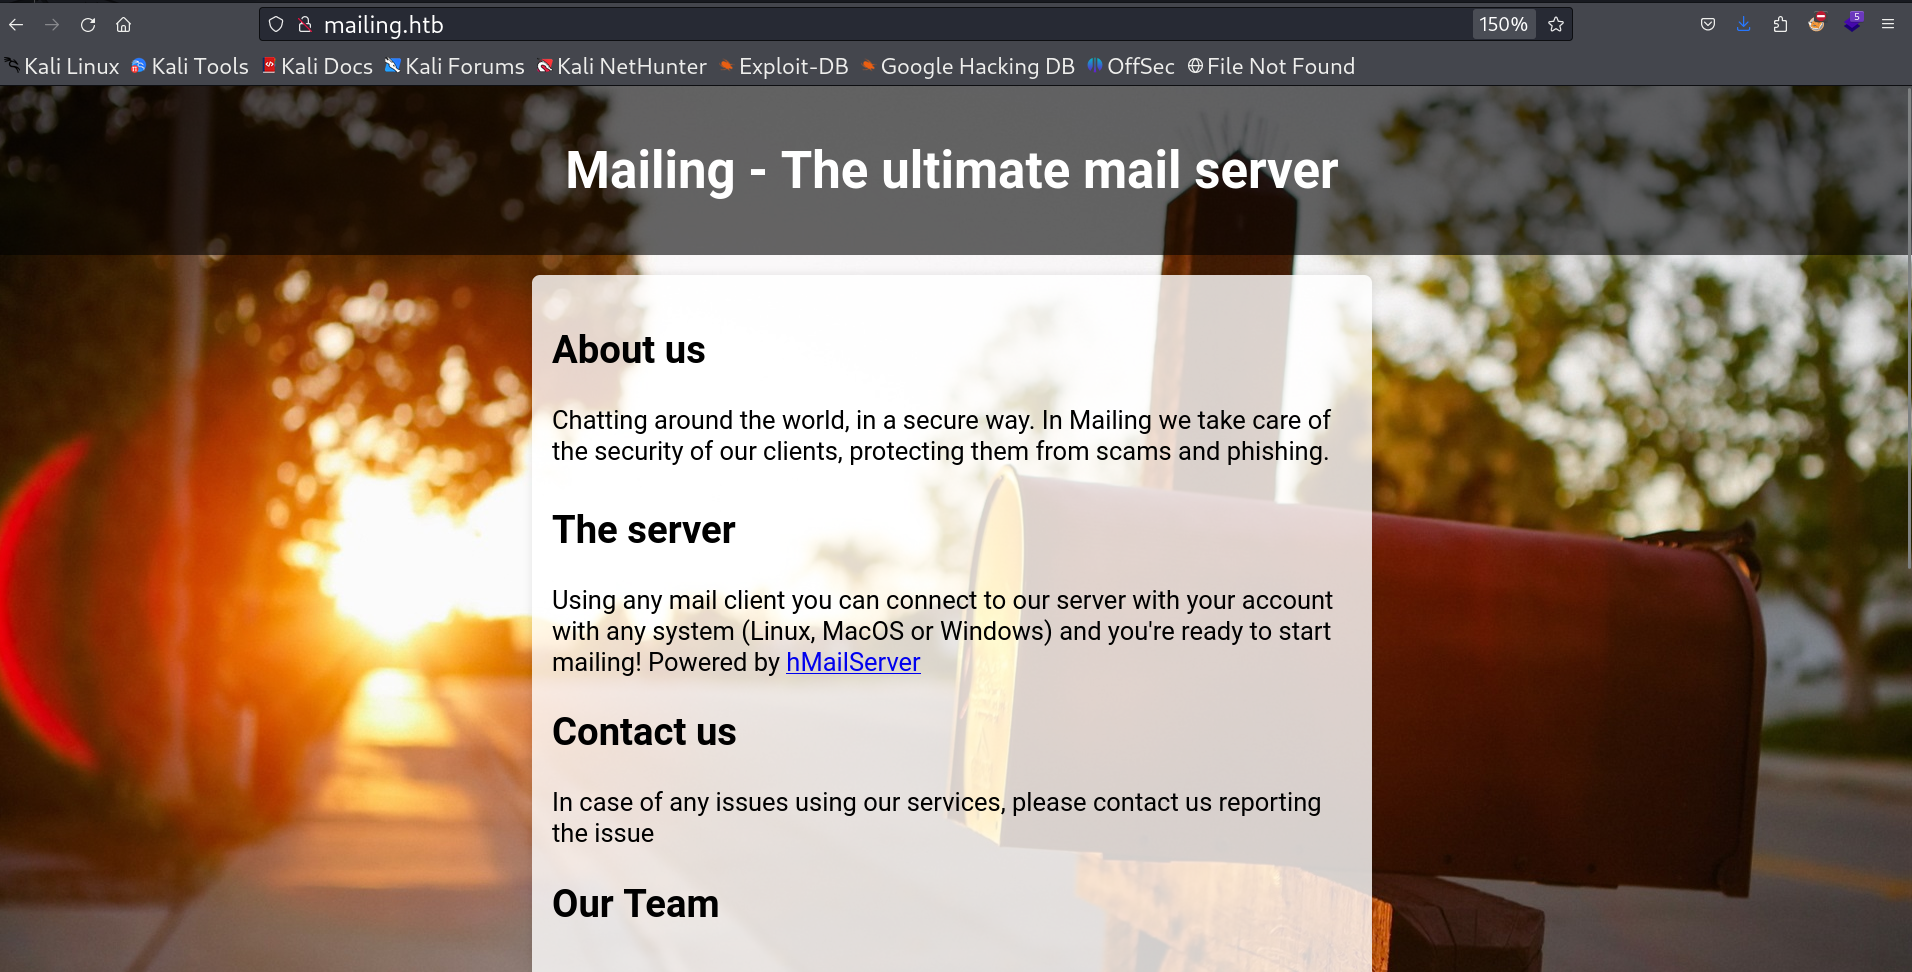 mailing.htb
150%
5
Kali Linux Kali Tools Kali Docs Kali Forums Kali NetHunter Exploit-DB Google Hacking DB OffSec File Not Found
Mailing - The ultimate mail server
About us
Chatting around the world, in a secure way. In Mailing we take care of
the security of our clients, protecting them from scams and phishing.
The server
Using any mail client you can connect to our server with your account
with any system (Linux, MacOS or Windows) and you're ready to start
mailing! Powered by hMailServer
Contact us
In case of any issues using our services, please contact us reporting
the issue
Our Team